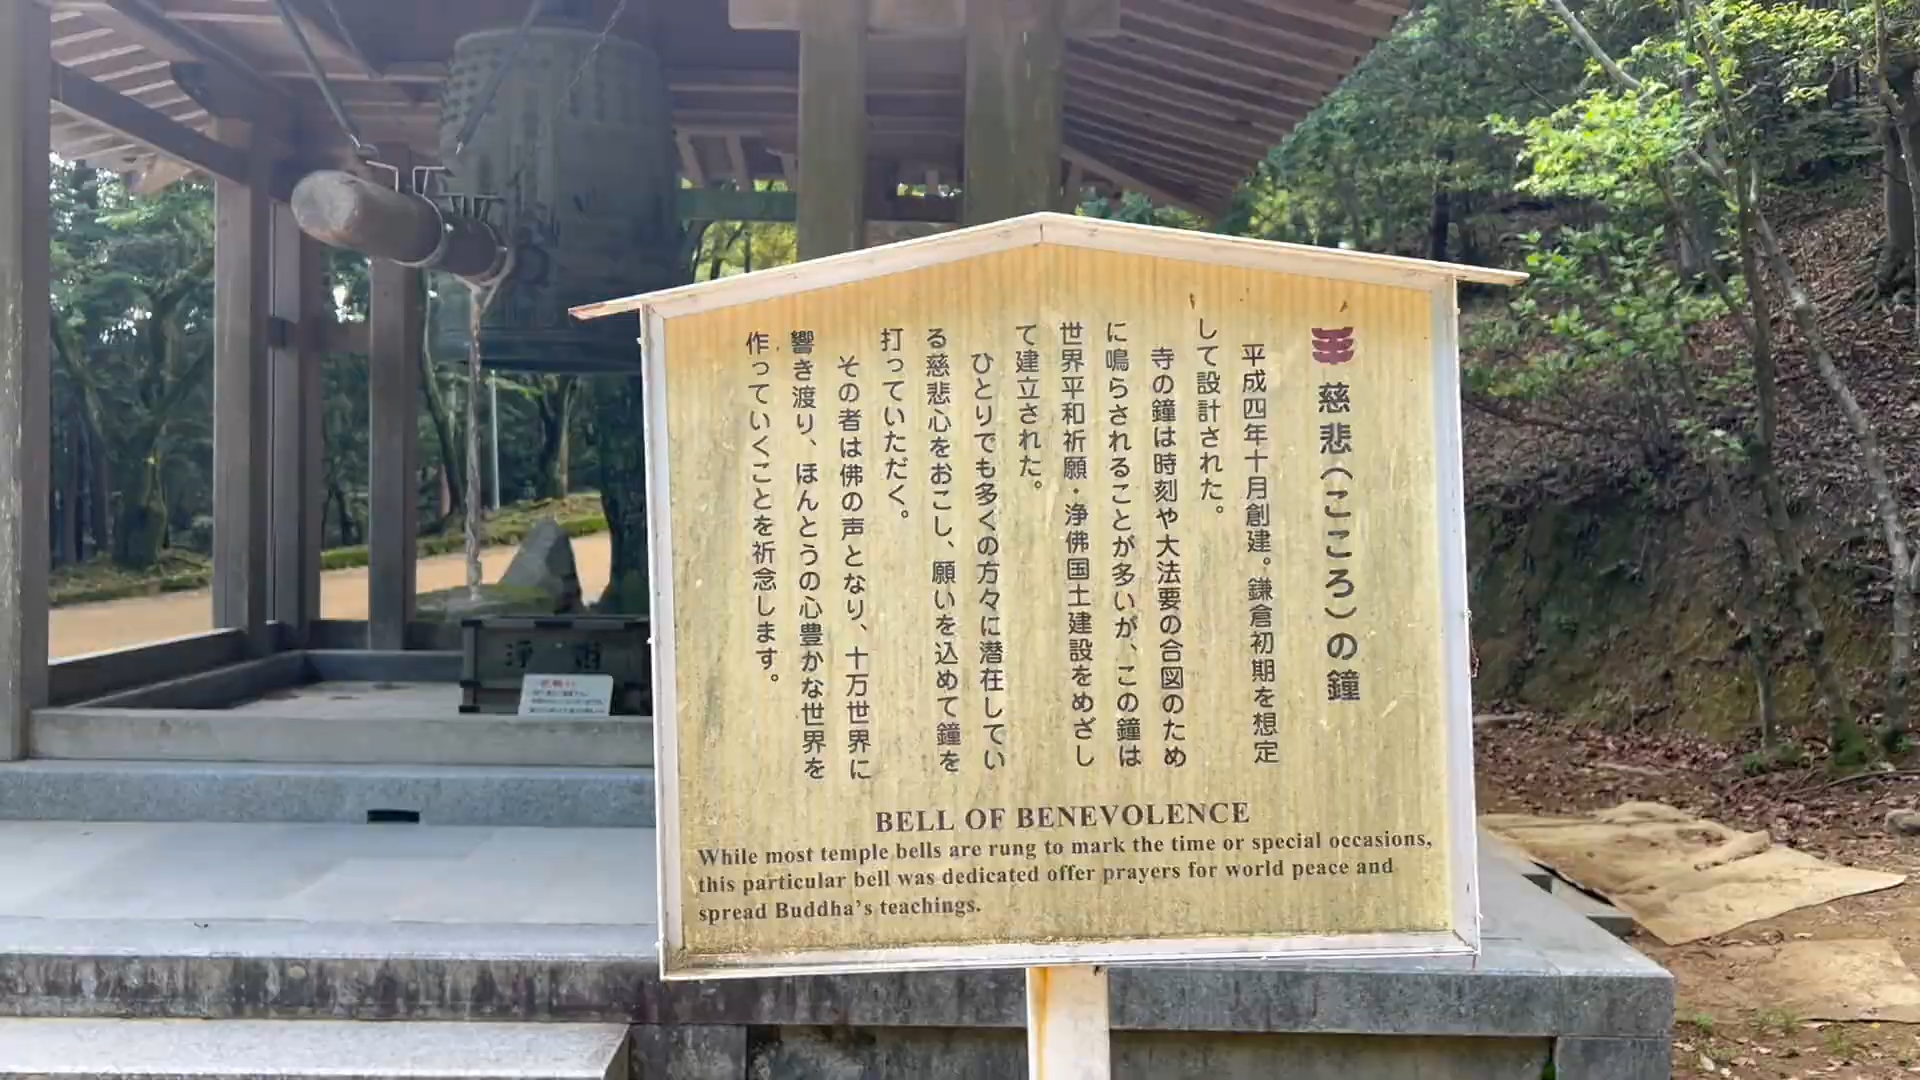 慈悲（こころ）の鐘
平成四年十月創建。鎌倉初期を想定
して設計された。
寺の鐘は時刻や大法要の合図のため
に鳴らされることが多いが、この鐘は
世界平和祈願・浄佛国土建設をめざし
て建立された。
ひとりでも多くの方々に潜在してい
る慈悲心をおこし、願いを込めて鐘を
打っていただく。
その者は佛の声となり、十万世界に
響き渡り、ほんとうの心豊かな世界を
作っていくことを祈念します。
BELL OF BENEVOLENCE
While most temple bells are rung to mark the time or special occasions,
this particular bell was dedicated offer prayers for world peace and
spread Buddha's teachings.